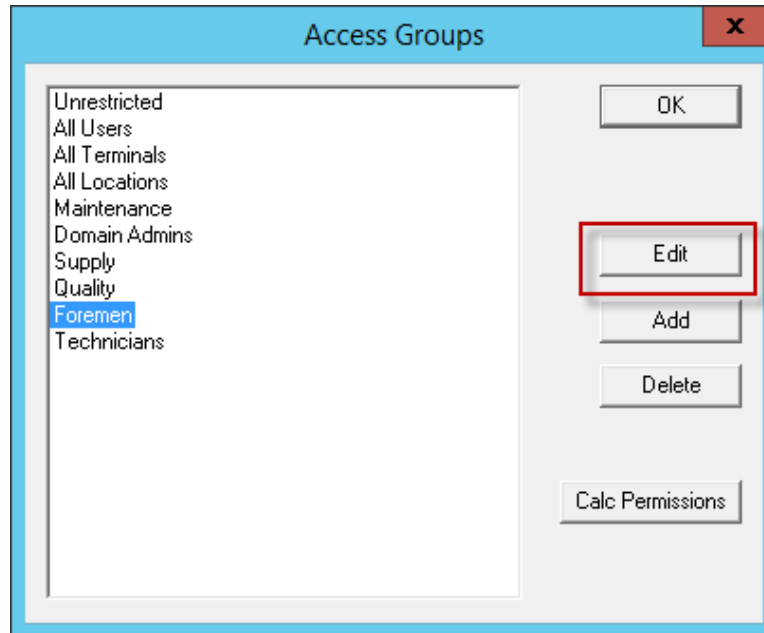 Access Groups
x
Unrestricted
All Users
All Terminals
All Locations
Maintenance
Domain Admins
Supply
Quality
Foremen
Technicians
OK
Edit
Add
Delete
Calc Permissions